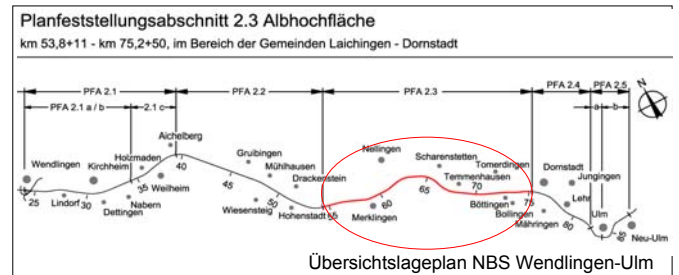 Planfeststellungsabschnitt 2.3 Albhochfläche
km 53,8+11 - km 75,2+50, im Bereich der Gemeinden Laichingen - Dornstadt
PFA 2.1
PFA 2.2
PFA 2.3
PFA 2.4
PFA 2.5
PFA 2.1 a / b
2.1 c
a
b
N
Aichelberg
Wendlingen
Kirchheim
Holzmaden
40
Gruibingen
Mühlhausen
Drackenstein
Nellingen
Scharenstetten
Tomerdingen
Temmenhausen
Dornstadt
Jungingen
25
Lindorf
30
Dettingen
35
Nabern
Weilheim
45
Wiesensteig
50
Hohenstadt
55
Merklingen
60
65
70
Böttingen
Bollingen
75
Mähringen
Lehr
80
Ulm
85
Neu-Ulm
Übersichtslageplan NBS Wendlingen-Ulm